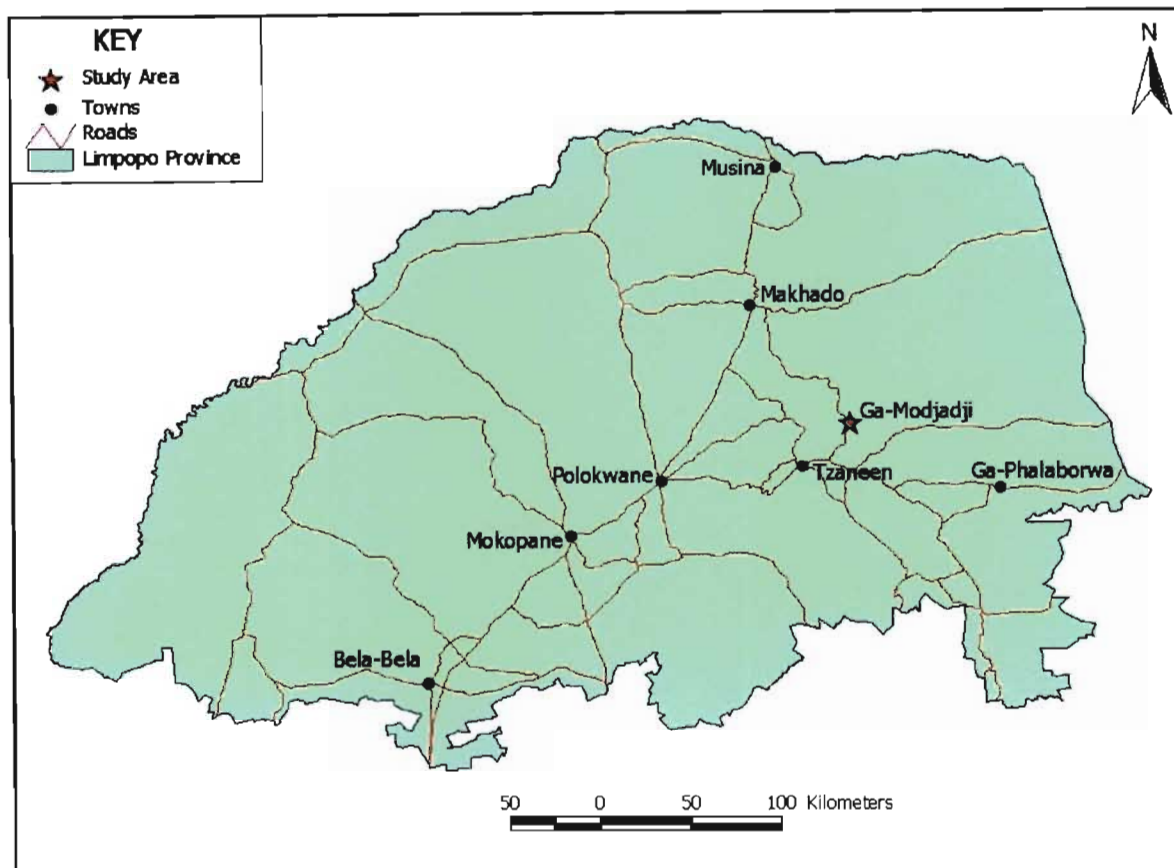 KEY
Study Area
Towns
Roads
Limpopo Province
N
Musina
Makhado
Ga-Modjadji
Polokwane
Tzaneen
Ga-Phalaborwa
Mokopane
Bela-Bela
50 0 50 100 Kilometers